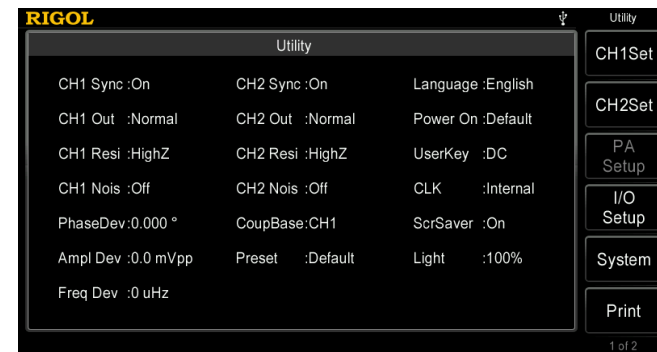 RIGOL Utility
Utility
CH1Set
CH1 Sync :On CH2 Sync :On Language :English
CH2Set
CH1 Out :Normal CH2 Out :Normal Power On :Default
PA
Setup
CH1 Resi :HighZ CH2 Resi :HighZ UserKey :DC
CH1 Nois :Off CH2 Nois :Off CLK :Internal
I/O
Setup
PhaseDev:0.000 ° CoupBase:CH1 ScrSaver :On
Ampl Dev :0.0 mVpp Preset :Default Light :100%
System
Freq Dev :0 uHz
Print
1 of 2